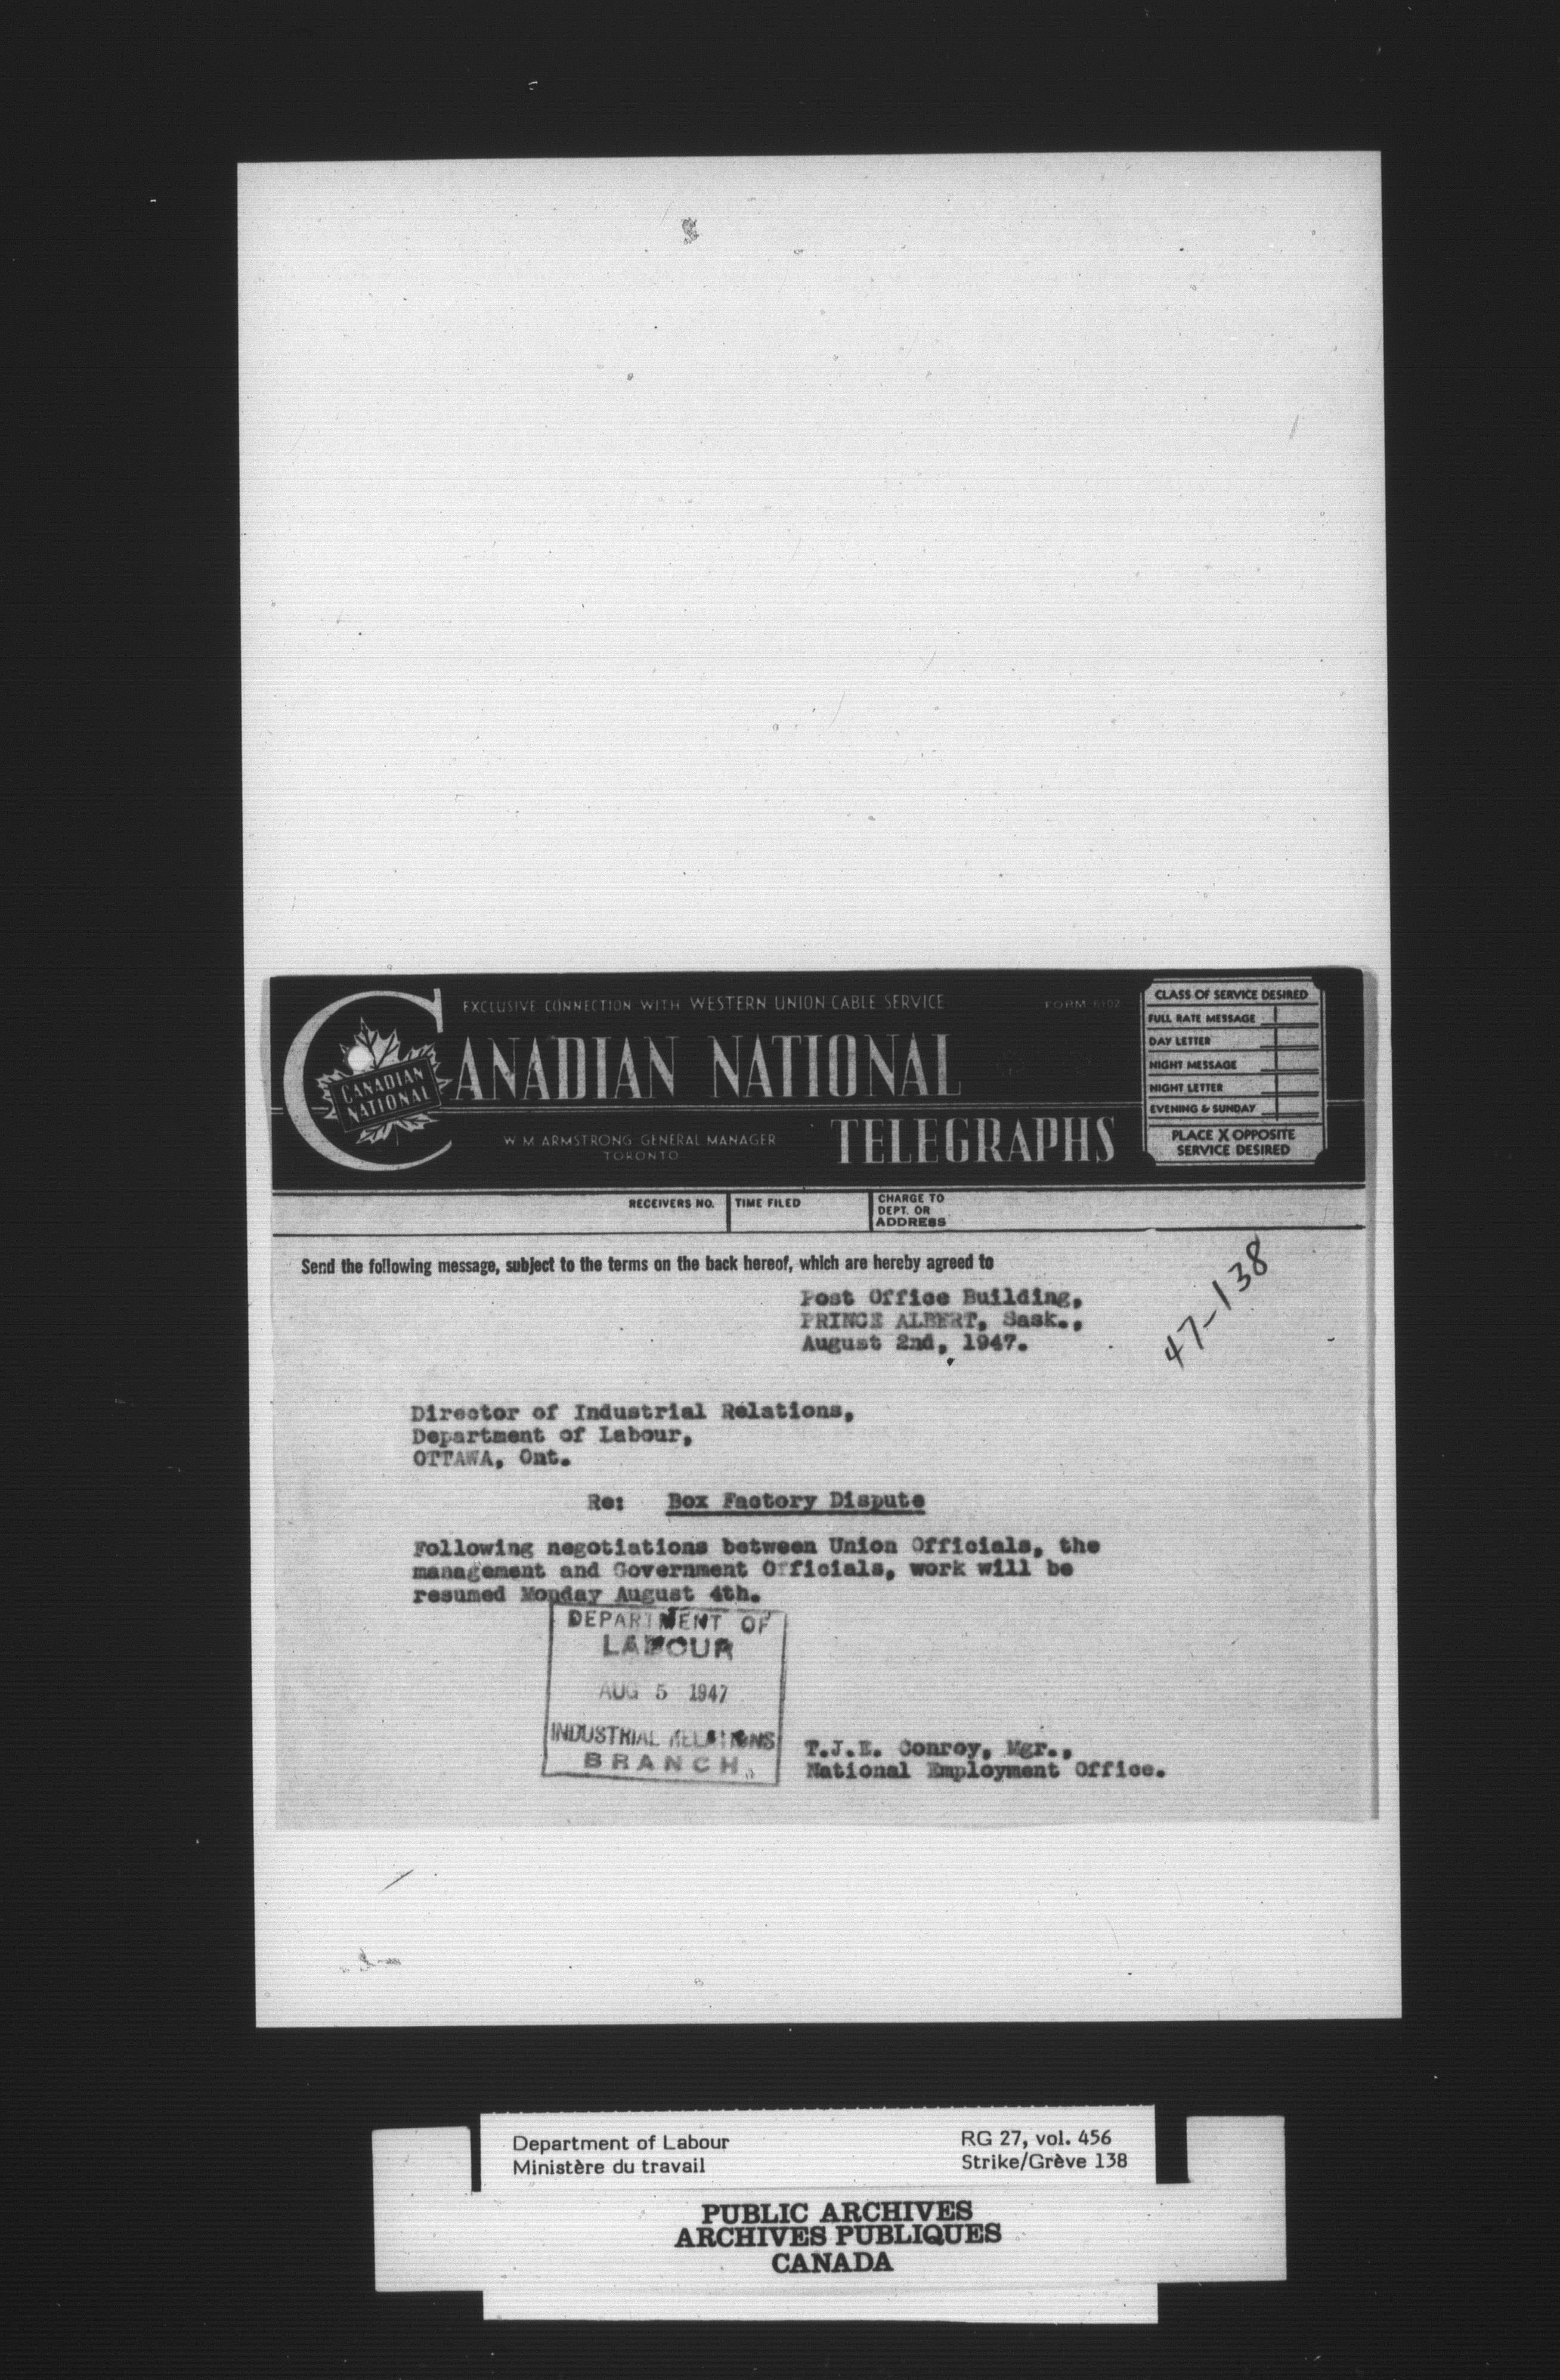 EXCLUSIVE CONNECTION WITH WESTERN UNION CABLE SERVICE
FORM 6102
CANADIAN NATIONAL
CANADIAN
NATIONAL
TELEGRAPHS
W M ARMSTRONG GENERAL MANAGER
TORONTO
CLASS OF SERVICE DESIRED
FULL RATE MESSAGE
DAY LETTER
NIGHT MESSAGE
NIGHT LETTER
EVENING & SUNDAY
PLACE X OPPOSITE
SERVICE DESIRED
RECEIVERS NO.
TIME FILED
CHARGE TO
DEPT. OR
ADDRESS
Send the following message, subject to the terms on the back hereof, which are hereby agreed to
47-138
Post Office Building,
PRINCE ALBERT, Sask.,
August 2nd, 1947.
Director of Industrial Relations,
Department of Labour,
OTTAWA, Ont.
Re: Box Factory Dispute
Following negotiations between Union Officials, the
management and Government Officials, work will be
resumed Monday August 4th.
DEPARTMENT OF
LABOUR
AUG 5 1947
INDUSTRIAL RELATIONS
BRANCH
T.J.E. Conroy, Mgr.,
National Employment Office.
Department of Labour
Ministère du travail
RG 27, vol. 456
Strike/Grève 138
PUBLIC ARCHIVES
ARCHIVES PUBLIQUES
CANADA